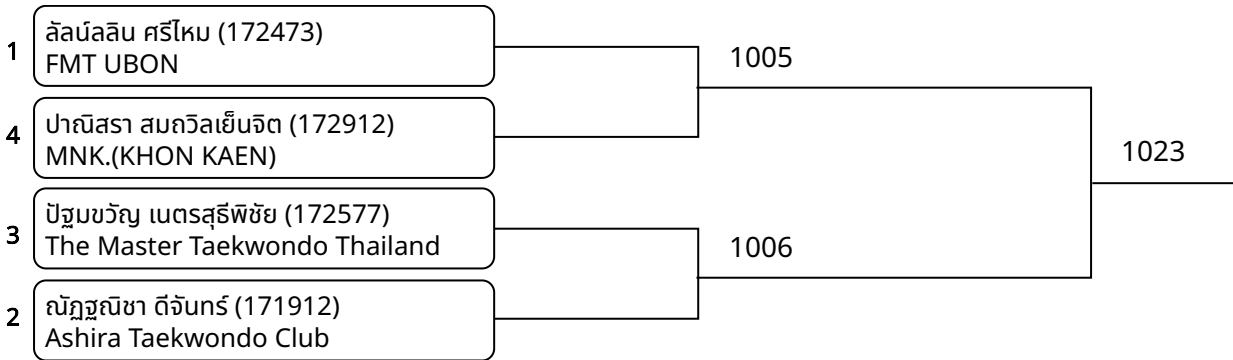 1
ลัลน์ลลิน ศรีไหม (172473)
FMT UBON
4
ปาณิสรา สมถวิลเย็นจิต (172912)
MNK.(KHON KAEN)
1005
3
ปัฐมขวัญ เนตรสุธีพิชัย (172577)
The Master Taekwondo Thailand
2
ณัฏฐณิชา ดีจันทร์ (171912)
Ashira Taekwondo Club
1006
1023